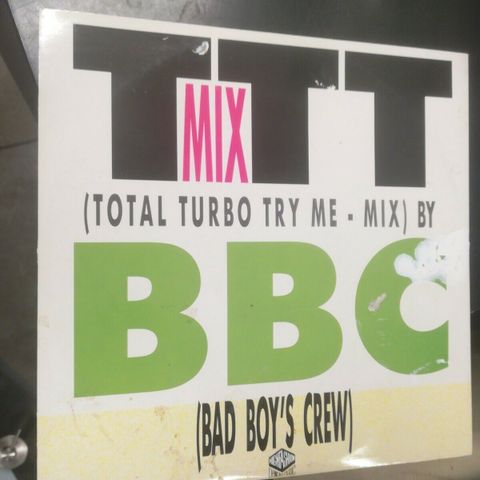 TTT
MIX
(TOTAL TURBO TRY ME - MIX) BY
BBC
(BAD BOY'S CREW)